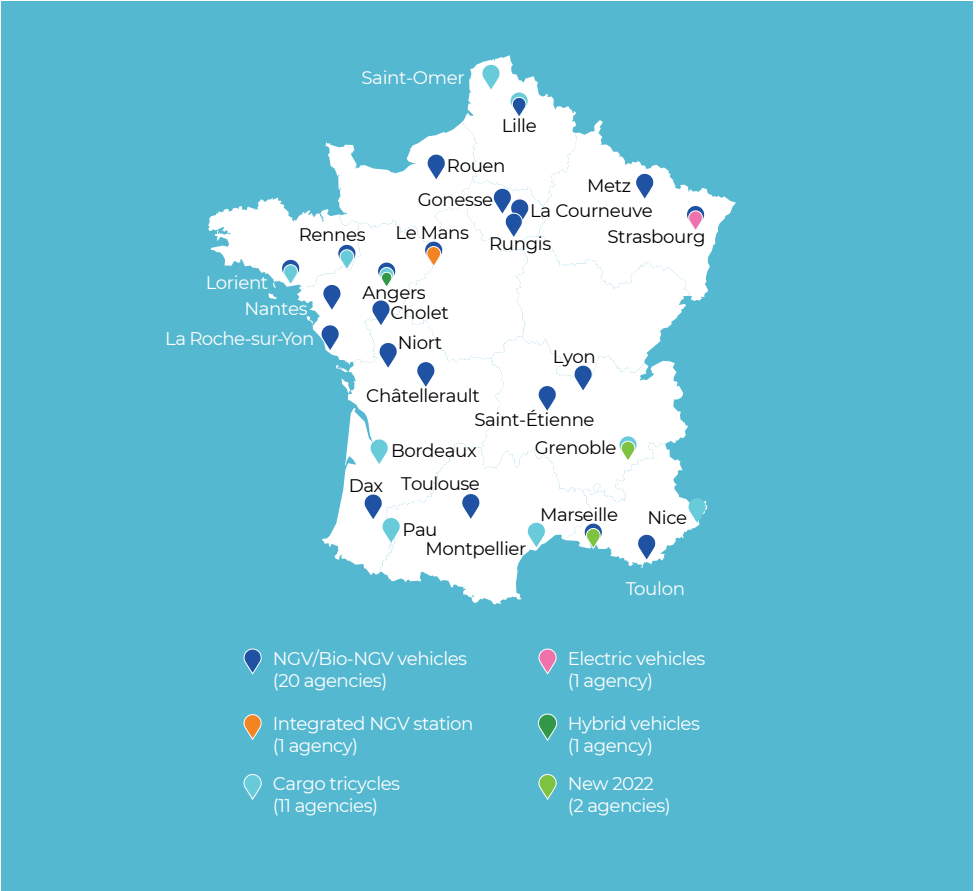 Saint-Omer
Lille
Rouen
Metz
Gonesse
La Courneuve
Rennes
Le Mans
Rungis
Strasbourg
Lorient
Angers
Nantes
Cholet
La Roche-sur-Yon
Niort
Lyon
Châtellerault
Saint-Étienne
Bordeaux
Grenoble
Dax
Toulouse
Marseille
Nice
Pau
Montpellier
Toulon
NGV/Bio-NGV vehicles
(20 agencies)
Integrated NGV station
(1 agency)
Cargo tricycles
(11 agencies)
Electric vehicles
(1 agency)
Hybrid vehicles
(1 agency)
New 2022
(2 agencies)